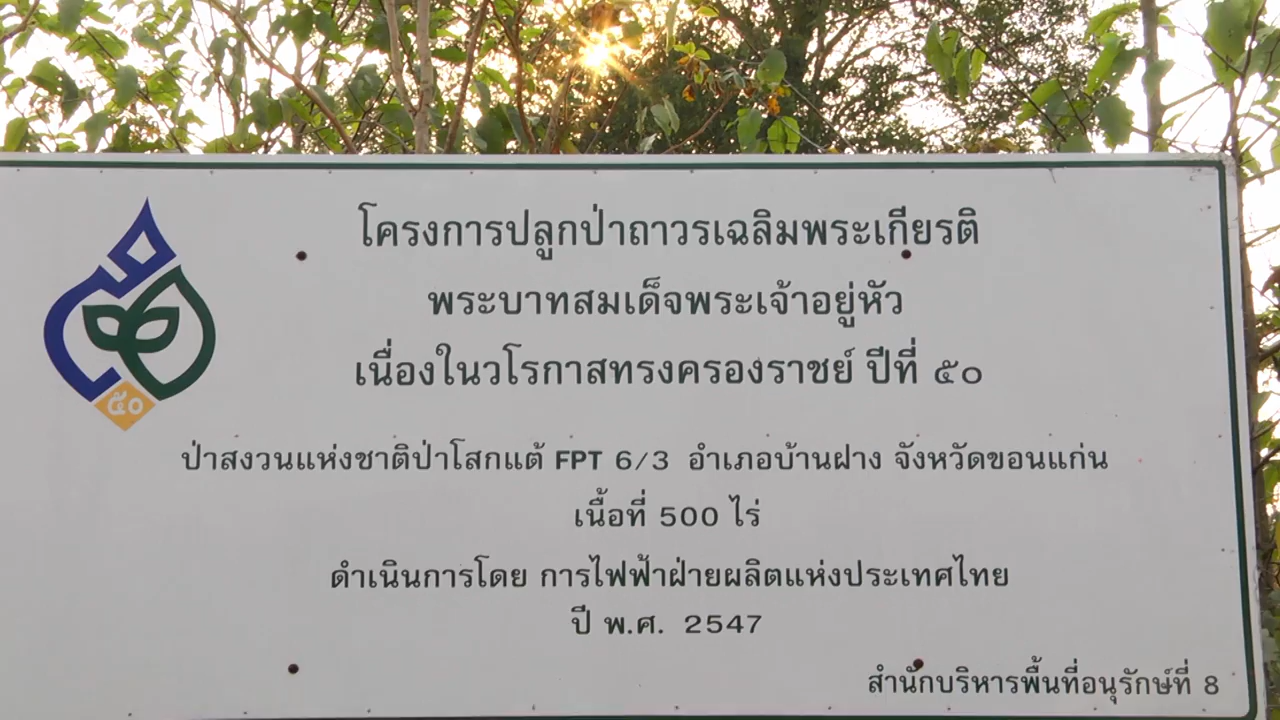 โครงการปลูกป่าถาวรเฉลิมพระเกียรติ
พระบาทสมเด็จพระเจ้าอยู่หัว
เนื่องในวโรกาสทรงครองราชย์ ปีที่ ๕๐
๕๐
ป่าสงวนแห่งชาติป่าโสกแต้ FPT 6/3 อำเภอบ้านฝาง จังหวัดขอนแก่น
เนื้อที่ 500 ไร่
ดำเนินการโดย การไฟฟ้าฝ่ายผลิตแห่งประเทศไทย
ปี พ.ศ. 2547
สำนักบริหารพื้นที่อนุรักษ์ที่ 8